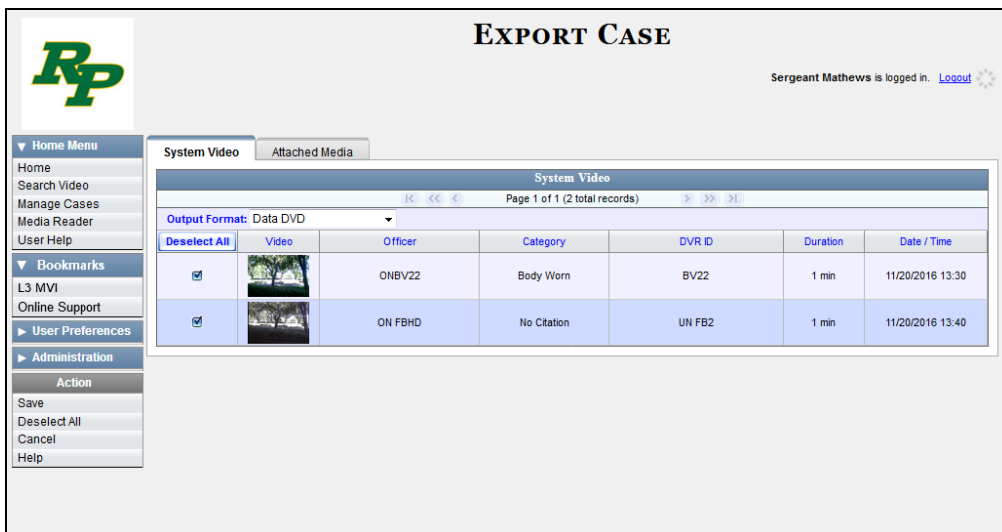 EXPORT CASE
RP
Sergeant Mathews is logged in. Logout
Home Menu
Home
Search Video
Manage Cases
Media Reader
User Help
Bookmarks
L3 MVI
Online Support
User Preferences
Administration
Action
Save
Deselect All
Cancel
Help
System Video Attached Media
System Video
|< << < Page 1 of 1 (2 total records) > >> >|
Output Format: Data DVD
Deselect All Video Officer Category DVR ID Duration Date / Time
ONBV22 Body Worn BV22 1 min 11/20/2016 13:30
ON FBHD No Citation UN FB2 1 min 11/20/2016 13:40